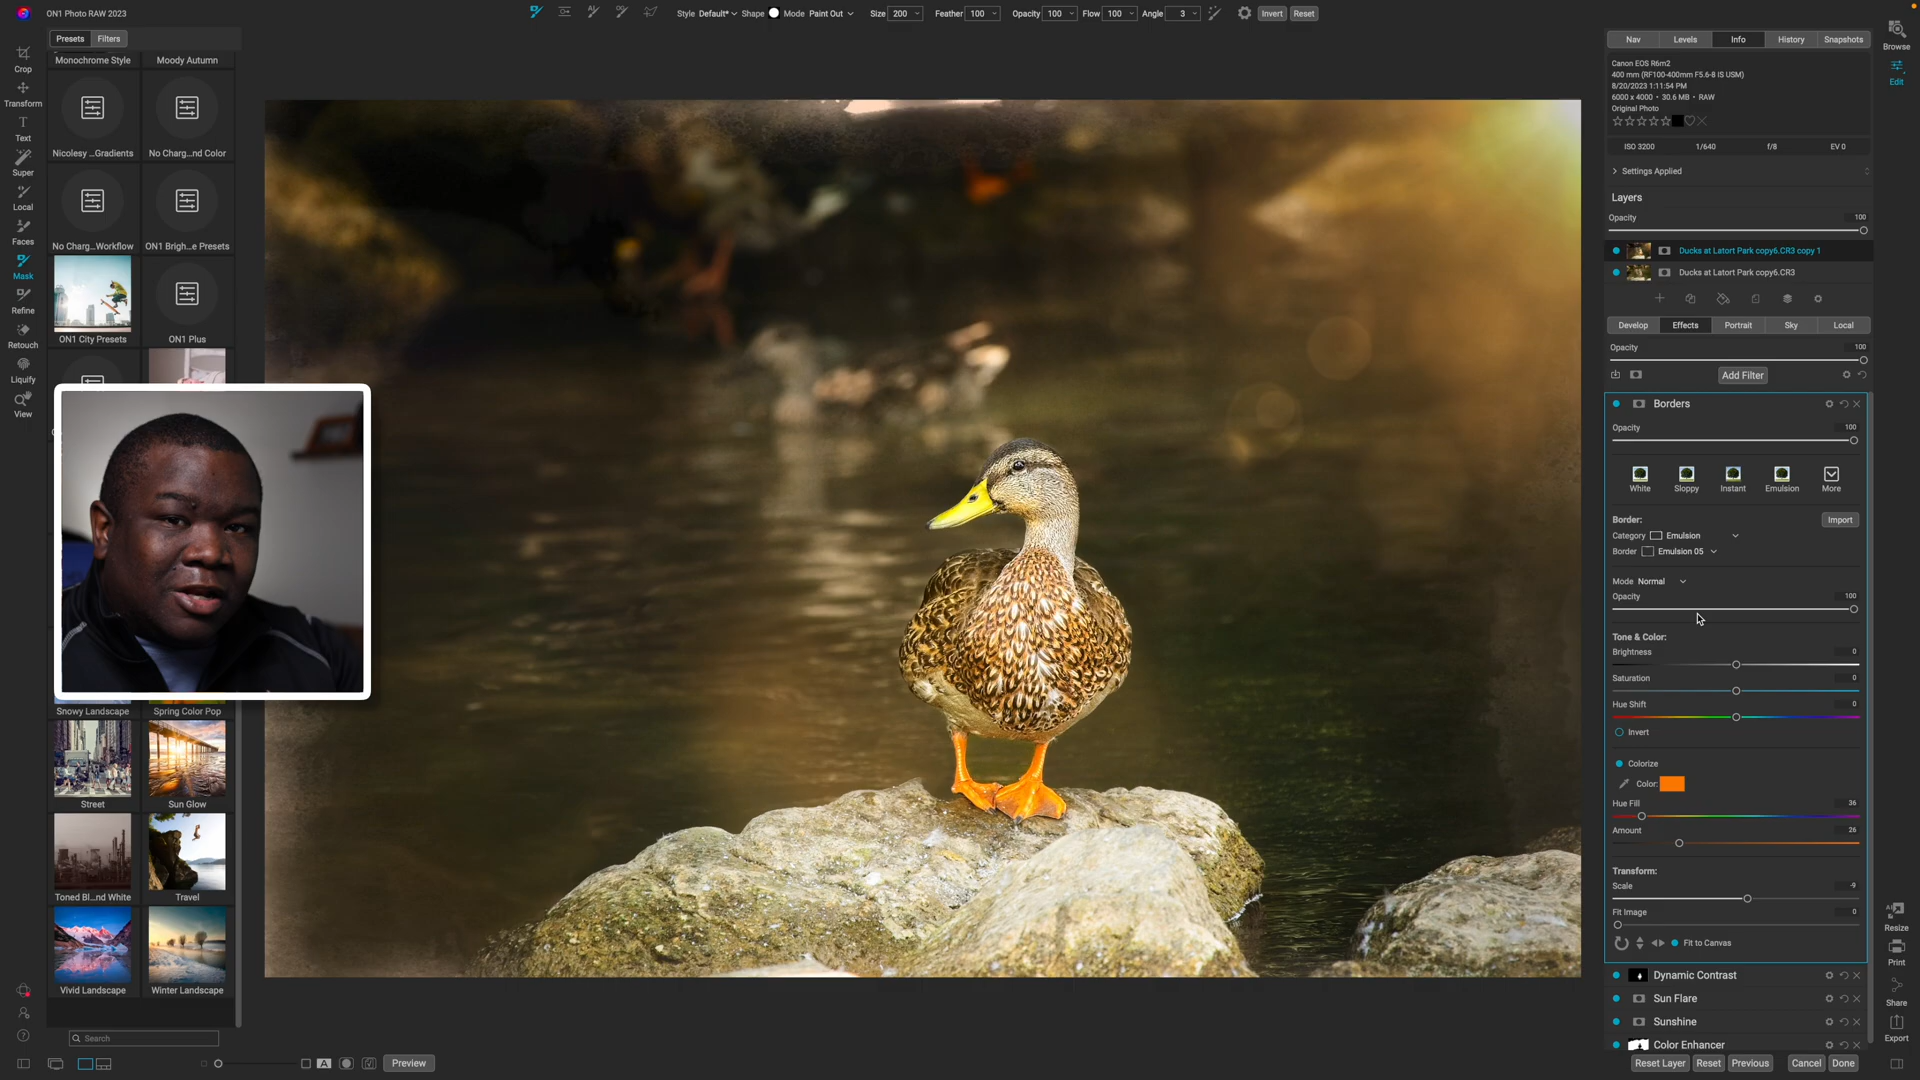 ON1 Photo RAW 2023
Style Default* Shape Mode Paint Out Size 200 Feather 100 Opacity 100 Flow 100 Angle 3 Invert Reset
Presets Filters
Crop
Transform
Text
Super
Local
Faces
Mask
Refine
Retouch
Liquify
View
Monochrome Style Moody Autumn
Nicolesy ...Gradients No Charg...nd Color
No Charg...Workflow ON1 Brigh...e Presets
ON1 City Presets ON1 Plus
Snowy Landscape Spring Color Pop
Street Sun Glow
Toned Bl...nd White Travel
Vivid Landscape Winter Landscape
Search
A Preview
Nav Levels Info History Snapshots
Canon EOS R6m2
400 mm (RF100-400mm F5.6-8 IS USM)
8/20/2023 1:11:54 PM
6000 x 4000 • 30.6 MB • RAW
Original Photo
ISO 3200 1/640 f/8 EV 0
Settings Applied
Layers
Opacity 100
Ducks at Latort Park copy6.CR3 copy 1
Ducks at Latort Park copy6.CR3
Develop Effects Portrait Sky Local
Opacity 100
Add Filter
Borders
Opacity 100
White Sloppy Instant Emulsion More
Border: Import
Category Emulsion
Border Emulsion 05
Mode Normal
Opacity 100
Tone & Color:
Brightness 0
Saturation 0
Hue Shift 0
Invert
Colorize
Color:
Hue Fill 36
Amount 26
Transform:
Scale -9
Fit Image 0
Fit to Canvas
Dynamic Contrast
Sun Flare
Sunshine
Color Enhancer
Reset Layer Reset Previous Cancel Done
Browse
Edit
AI
Resize
Print
Share
Export